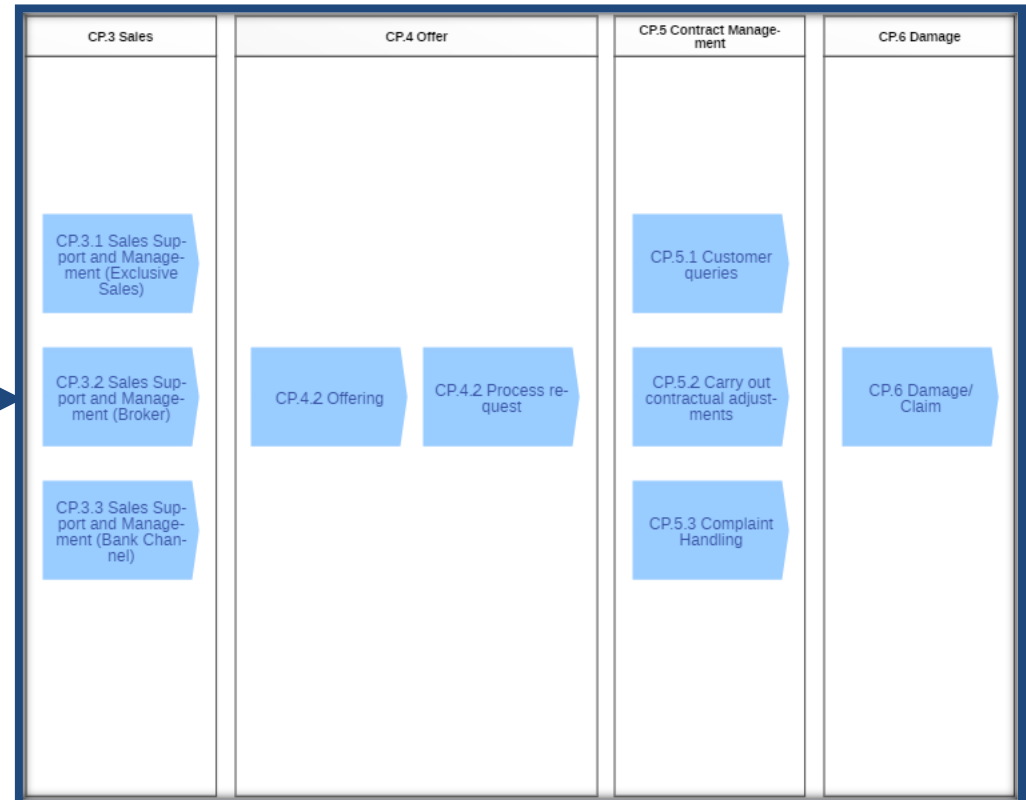 CP.3 Sales
CP.4 Offer
CP.5 Contract Manage-
ment
CP.6 Damage
CP.3.1 Sales Sup-
port and Manage-
ment (Exclusive
Sales)
CP.3.2 Sales Sup-
port and Manage-
ment (Broker)
CP.3.3 Sales Sup-
port and Manage-
ment (Bank Chan-
nel)
CP.4.2 Offering
CP.4.2 Process re-
quest
CP.5.1 Customer
queries
CP.5.2 Carry out
contractual adjust-
ments
CP.5.3 Complaint
Handling
CP.6 Damage/
Claim